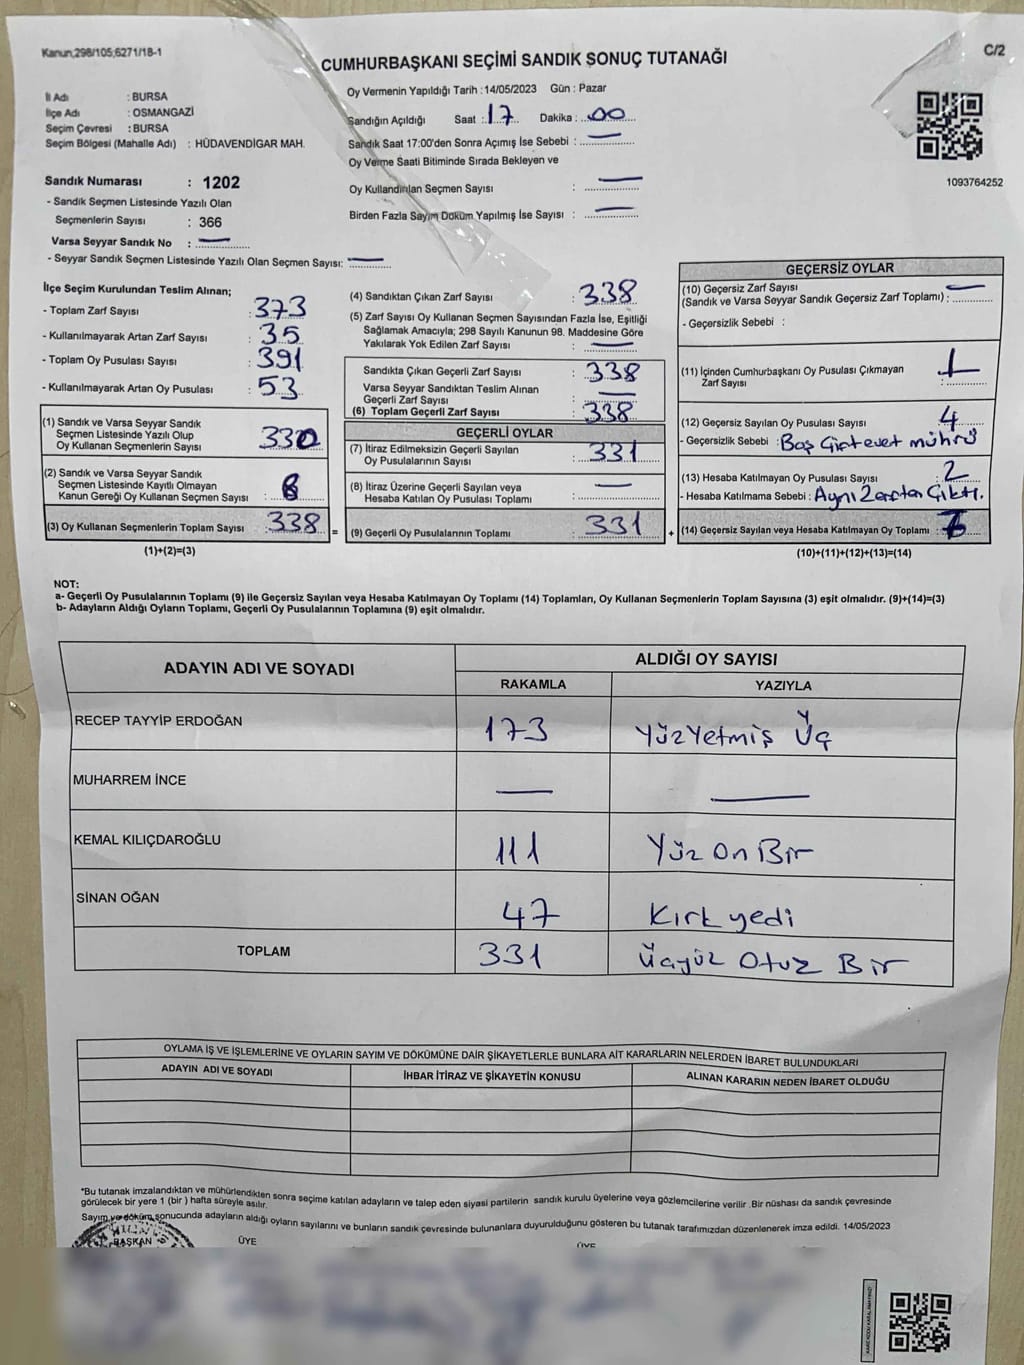 Kanun;298/105;6271/18-1
C/2
CUMHURBAŞKANI SEÇİMİ SANDIK SONUÇ TUTANAĞI
İl Adı : BURSA
İlçe Adı : OSMANGAZİ
Seçim Çevresi : BURSA
Seçim Bölgesi (Mahalle Adı) : HÜDAVENDİGAR MAH.
Oy Vermenin Yapıldığı Tarih : 14/05/2023 Gün : Pazar
Sandığın Açıldığı Saat : 17 Dakika : 00
Sandık Saat 17:00'den Sonra Açımış İse Sebebi : —
Oy Verme Saati Bitiminde Sırada Bekleyen ve
Oy Kullandırılan Seçmen Sayısı : —
Birden Fazla Sayım Döküm Yapılmış İse Sayısı : —
1093764252
Sandık Numarası : 1202
- Sandık Seçmen Listesinde Yazılı Olan
Seçmenlerin Sayısı : 366
Varsa Seyyar Sandık No : —
- Seyyar Sandık Seçmen Listesinde Yazılı Olan Seçmen Sayısı: —
İlçe Seçim Kurulundan Teslim Alınan;
- Toplam Zarf Sayısı : 373
- Kullanılmayarak Artan Zarf Sayısı : 35
- Toplam Oy Pusulası Sayısı : 391
- Kullanılmayarak Artan Oy Pusulası : 53
(1) Sandık ve Varsa Seyyar Sandık
Seçmen Listesinde Yazılı Olup
Oy Kullanan Seçmenlerin Sayısı : 330
(2) Sandık ve Varsa Seyyar Sandık
Seçmen Listesinde Kayıtlı Olmayan
Kanun Gereği Oy Kullanan Seçmen Sayısı : 8
(3) Oy Kullanan Seçmenlerin Toplam Sayısı : 338 =
(1)+(2)=(3)
(4) Sandıktan Çıkan Zarf Sayısı : 338
(5) Zarf Sayısı Oy Kullanan Seçmen Sayısından Fazla İse, Eşitliği
Sağlamak Amacıyla; 298 Sayılı Kanunun 98. Maddesine Göre
Yakılarak Yok Edilen Zarf Sayısı : —
Sandıkta Çıkan Geçerli Zarf Sayısı : 338
Varsa Seyyar Sandıktan Teslim Alınan
Geçerli Zarf Sayısı : —
(6) Toplam Geçerli Zarf Sayısı : 338
GEÇERLİ OYLAR
(7) İtiraz Edilmeksizin Geçerli Sayılan
Oy Pusulalarının Sayısı : 331
(8) İtiraz Üzerine Geçerli Sayılan veya
Hesaba Katılan Oy Pusulası Toplamı : —
(9) Geçerli Oy Pusulalarının Toplamı : 331 +
GEÇERSİZ OYLAR
(10) Geçersiz Zarf Sayısı
(Sandık ve Varsa Seyyar Sandık Geçersiz Zarf Toplamı) : —
- Geçersizlik Sebebi :
(11) İçinden Cumhurbaşkanı Oy Pusulası Çıkmayan
Zarf Sayısı : 1
(12) Geçersiz Sayılan Oy Pusulası Sayısı : 4
- Geçersizlik Sebebi : Boş Çift evet mührü
(13) Hesaba Katılmayan Oy Pusulası Sayısı : 2
- Hesaba Katılmama Sebebi : Aynı Zarftan Çıktı.
(14) Geçersiz Sayılan veya Hesaba Katılmayan Oy Toplamı : 7
(10)+(11)+(12)+(13)=(14)
NOT:
a- Geçerli Oy Pusulalarının Toplamı (9) ile Geçersiz Sayılan veya Hesaba Katılmayan Oy Toplamı (14) Toplamları, Oy Kullanan Seçmenlerin Toplam Sayısına (3) eşit olmalıdır. (9)+(14)=(3)
b- Adayların Aldığı Oyların Toplamı, Geçerli Oy Pusulalarının Toplamına (9) eşit olmalıdır.
ADAYIN ADI VE SOYADI ALDIĞI OY SAYISI
RAKAMLA YAZIYLA
RECEP TAYYİP ERDOĞAN 173 YüzYetmiş Üç
MUHARREM İNCE — —
KEMAL KILIÇDAROĞLU 111 Yüz On Bir
SİNAN OĞAN 47 Kırk yedi
TOPLAM 331 Üçyüz Otuz Bir
OYLAMA İŞ VE İŞLEMLERİNE VE OYLARIN SAYIM VE DÖKÜMÜNE DAİR ŞİKAYETLERLE BUNLARA AİT KARARLARIN NELERDEN İBARET BULUNDUKLARI
ADAYIN ADI VE SOYADI İHBAR İTİRAZ VE ŞİKAYETİN KONUSU ALINAN KARARIN NEDEN İBARET OLDUĞU
*Bu tutanak imzalandıktan ve mühürlendikten sonra seçime katılan adayların ve talep eden siyasi partilerin sandık kurulu üyelerine veya gözlemcilerine verilir .Bir nüshası da sandık çevresinde
görülecek bir yere 1 (bir ) hafta süreyle asılır.
Sayım ve döküm sonucunda adayların aldığı oyların sayılarını ve bunların sandık çevresinde bulunanlara duyurulduğunu gösteren bu tutanak tarafımızdan düzenlenerek imza edildi. 14/05/2023
BAŞKAN ÜYE ÜYE